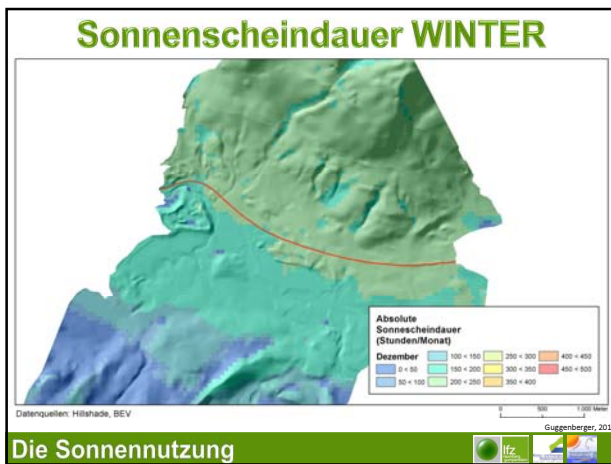 Sonnenscheindauer WINTER
Absolute
Sonnescheindauer
(Stunden/Monat)
Dezember
0 < 50
50 < 100
100 < 150
150 < 200
200 < 250
250 < 300
300 < 350
350 < 400
400 < 450
450 < 500
Datenquellen: Hillshade, BEV
0 500 1.000 Meter
Guggenberger, 201
Die Sonnennutzung
lfz